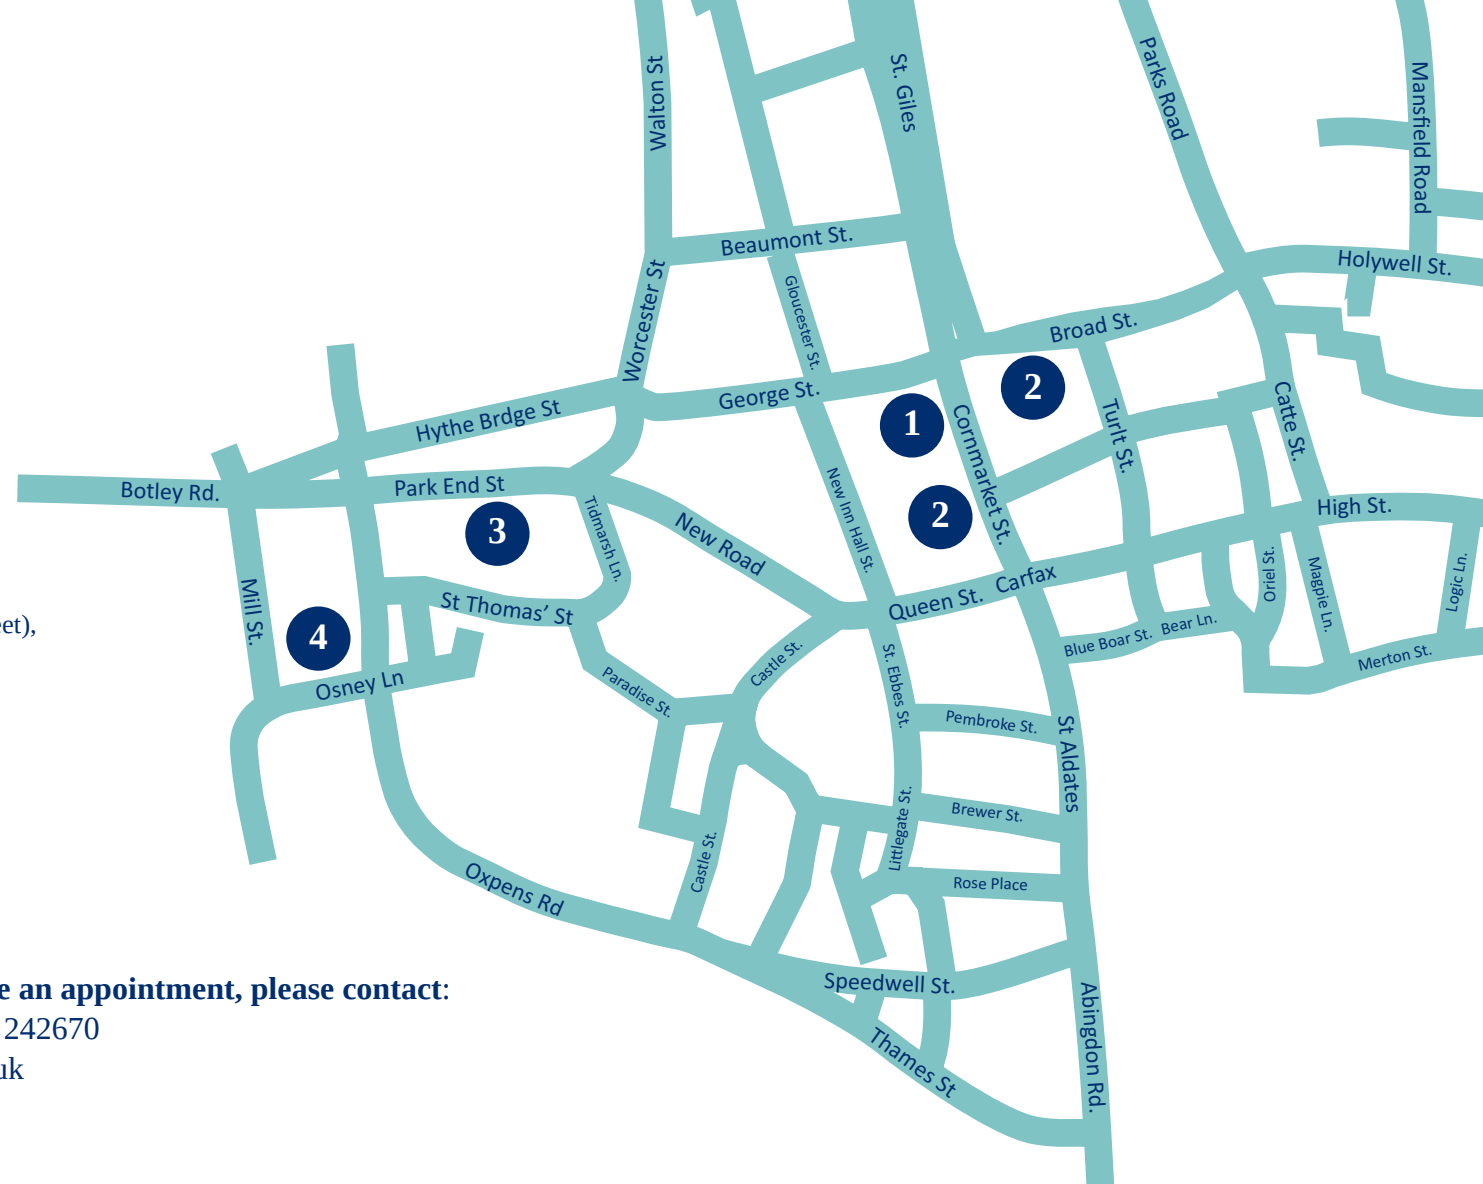 Walton St
St. Giles
Parks Road
Mansfield Road
Beaumont St.
Holywell St.
Worcester St
Gloucester St.
Broad St.
George St.
Hythe Brdge St
2
1
Cornmarket St.
Turlt St.
Catte St.
Botley Rd.
Park End St
High St.
3
Tidmarsh Ln.
New Road
New Inn Hall St.
2
Mill St.
St Thomas’ St
Queen St.
Carfax
Oriel St.
Magpie Ln.
Logic Ln.
eet),
4
Blue Boar St.
Bear Ln.
Merton St.
Osney Ln
Paradise St.
Castle St.
St. Ebbes St.
Pembroke St.
St Aldates
Brewer St.
Littlegate St.
Castle St.
Rose Place
Oxpens Rd
Speedwell St.
Abingdon Rd.
Thames St
e an appointment, please contact:
242670
uk